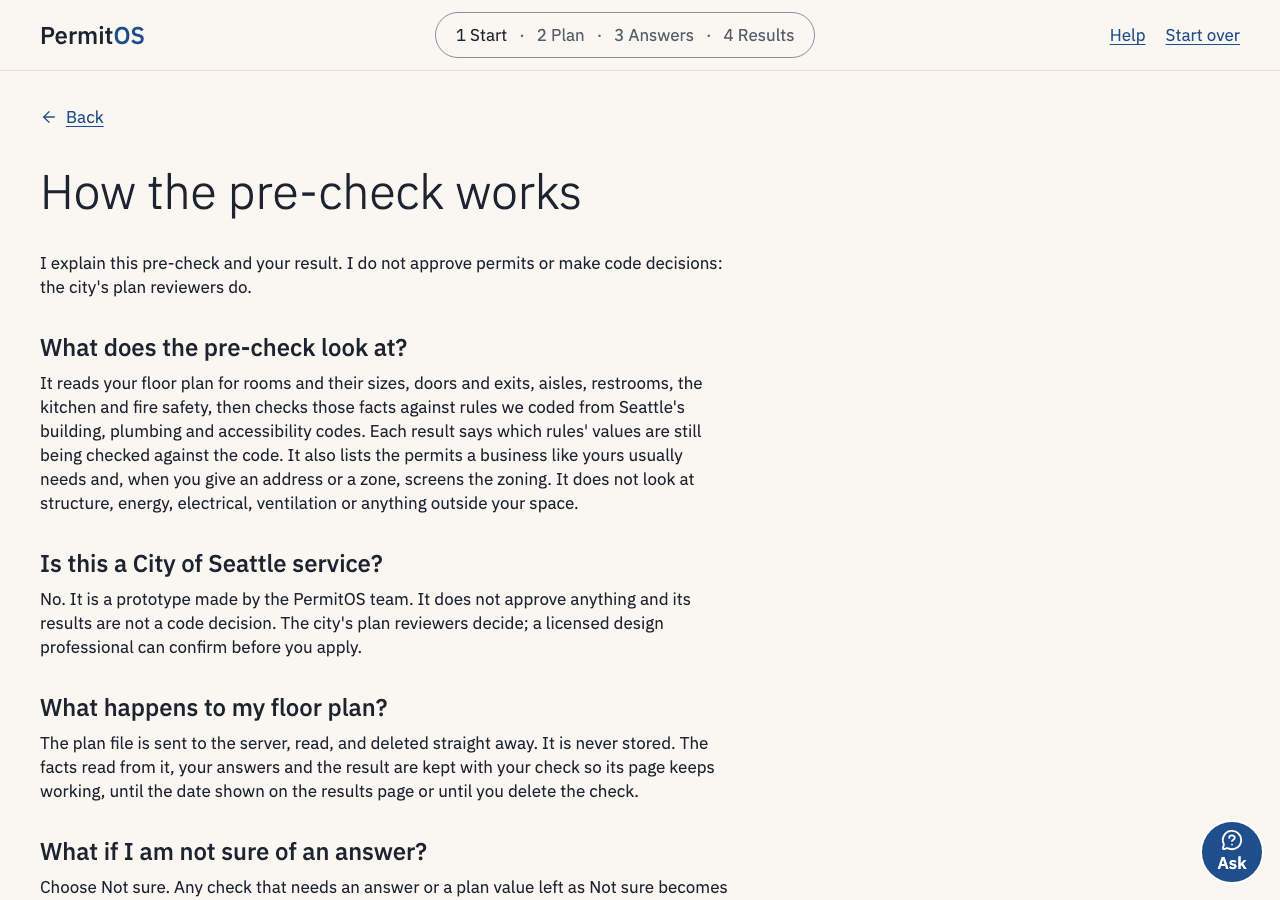 PermitOS
1 Start · 2 Plan · 3 Answers · 4 Results
Help Start over
Back
How the pre-check works
I explain this pre-check and your result. I do not approve permits or make code decisions:
the city's plan reviewers do.
What does the pre-check look at?
It reads your floor plan for rooms and their sizes, doors and exits, aisles, restrooms, the
kitchen and fire safety, then checks those facts against rules we coded from Seattle's
building, plumbing and accessibility codes. Each result says which rules' values are still
being checked against the code. It also lists the permits a business like yours usually
needs and, when you give an address or a zone, screens the zoning. It does not look at
structure, energy, electrical, ventilation or anything outside your space.
Is this a City of Seattle service?
No. It is a prototype made by the PermitOS team. It does not approve anything and its
results are not a code decision. The city's plan reviewers decide; a licensed design
professional can confirm before you apply.
What happens to my floor plan?
The plan file is sent to the server, read, and deleted straight away. It is never stored. The
facts read from it, your answers and the result are kept with your check so its page keeps
working, until the date shown on the results page or until you delete the check.
What if I am not sure of an answer?
Choose Not sure. Any check that needs an answer or a plan value left as Not sure becomes
Ask